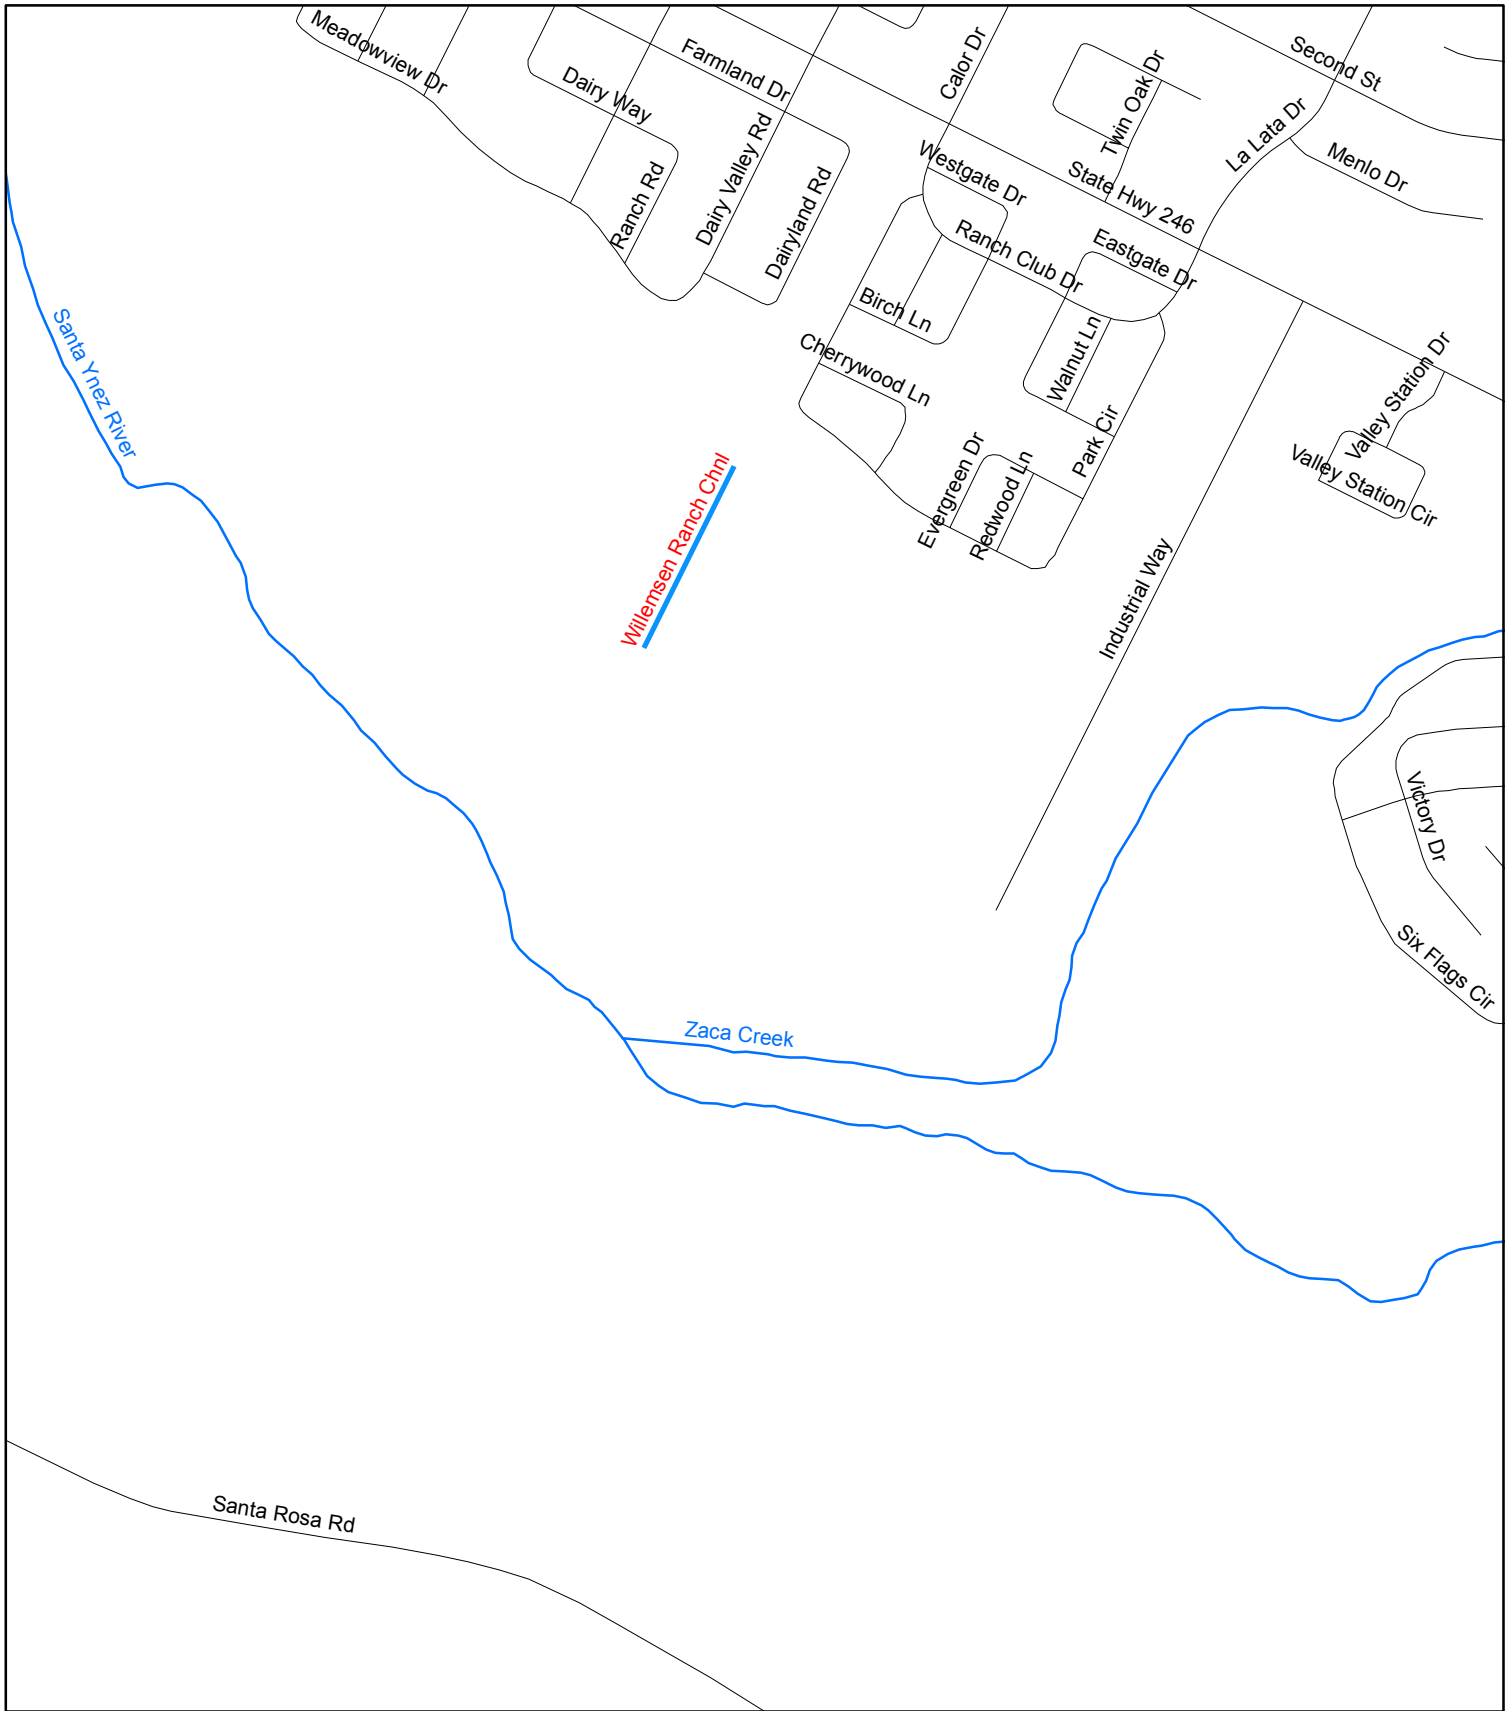 Meadowview Dr
Farmland Dr
Dairy Way
Calor Dr
Twin Oak Dr
Second St
La Lata Dr
Menlo Dr
Ranch Rd
Dairy Valley Rd
Dairyland Rd
Westgate Dr
State Hwy 246
Ranch Club Dr
Eastgate Dr
Birch Ln
Cherrywood Ln
Walnut Ln
Park Cir
Evergreen Dr
Redwood Ln
Valley Station Dr
Valley Station Cir
Santa Ynez River
Willemsen Ranch Chnl
Industrial Way
Victory Dr
Six Flags Cir
Zaca Creek
Santa Rosa Rd